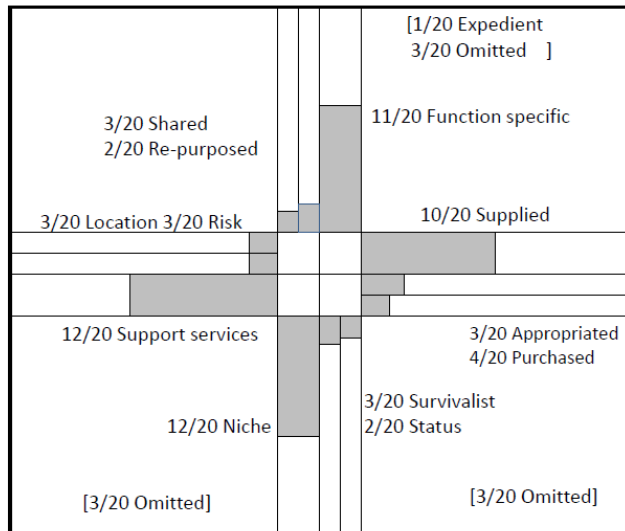 [1/20 Expedient
3/20 Omitted ]
11/20 Function specific
3/20 Shared
2/20 Re-purposed
3/20 Location 3/20 Risk
10/20 Supplied
12/20 Support services
3/20 Appropriated
4/20 Purchased
3/20 Survivalist
2/20 Status
12/20 Niche
[3/20 Omitted]
[3/20 Omitted]